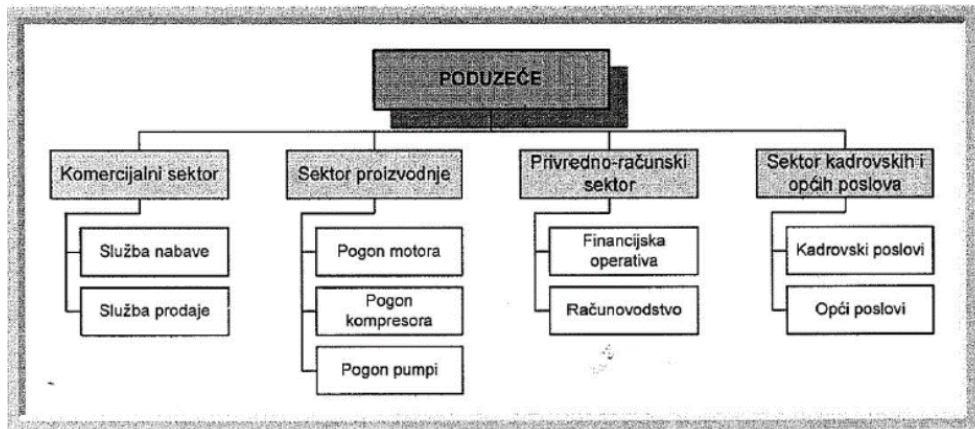 PODUZEĆE
Komercijalni sektor
Služba nabave
Služba prodaje
Sektor proizvodnje
Pogon motora
Pogon
kompresora
Pogon pumpi
Privredno-računski
sektor
Financijska
operativa
Računovodstvo
Sektor kadrovskih i
općih poslova
Kadrovski poslovi
Opći poslovi